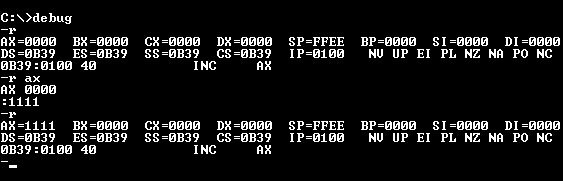 C:\>debug
-r
AX=0000  BX=0000  CX=0000  DX=0000  SP=FFEE  BP=0000  SI=0000  DI=0000
DS=0B39  ES=0B39  SS=0B39  CS=0B39  IP=0100   NV UP EI PL NZ NA PO NC
0B39:0100 40            INC     AX
-r ax
AX 0000
:1111
-r
AX=1111  BX=0000  CX=0000  DX=0000  SP=FFEE  BP=0000  SI=0000  DI=0000
DS=0B39  ES=0B39  SS=0B39  CS=0B39  IP=0100   NV UP EI PL NZ NA PO NC
0B39:0100 40            INC     AX
-_